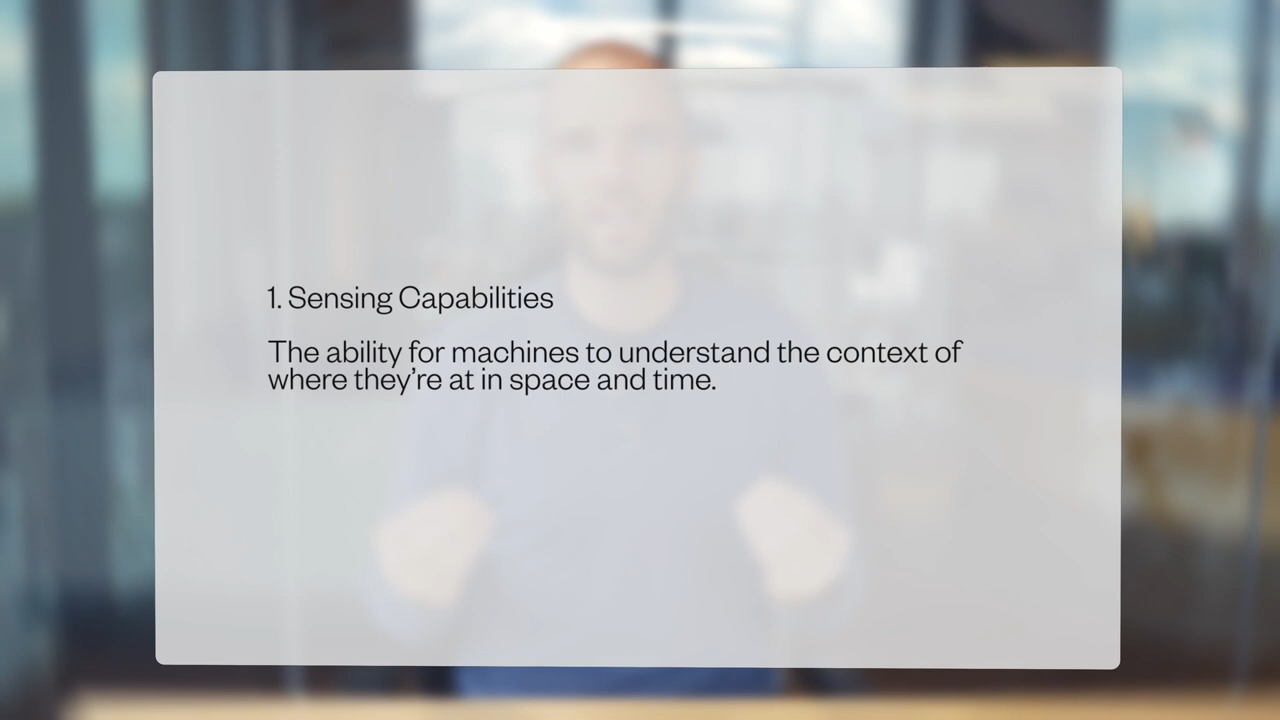 1. Sensing Capabilities
The ability for machines to understand the context of
where they’re at in space and time.